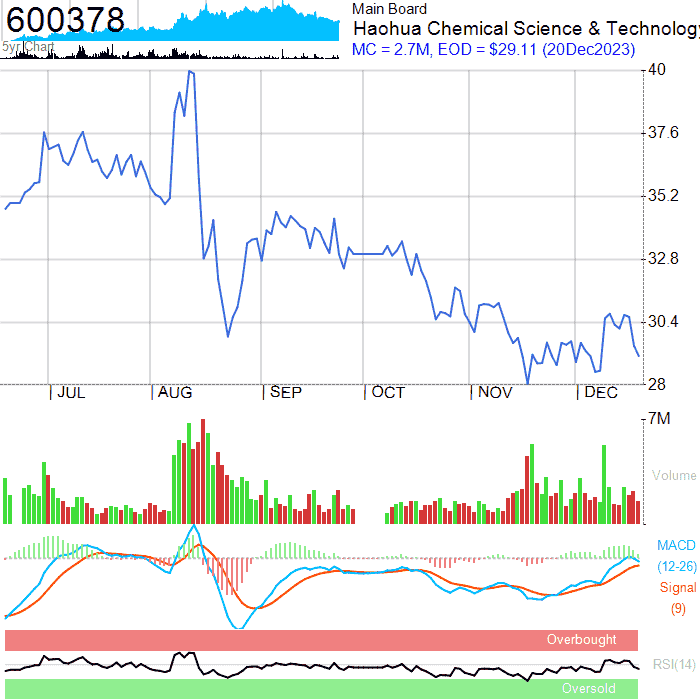 600378
Main Board
Haohua Chemical Science & Technology
MC = 2.7M, EOD = $29.11 (20Dec2023)
5yr Chart
40
37.6
35.2
32.8
30.4
28
JUL
AUG
SEP
OCT
NOV
DEC
7M
Volume
MACD
(12-26)
Signal
(9)
Overbought
RSI(14)
Oversold